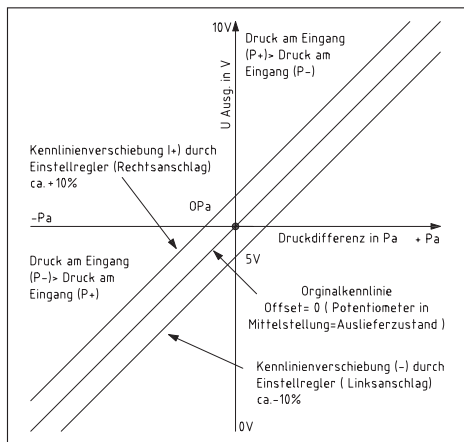 10V
Druck am Eingang
(P+)> Druck am
Eingang (P-)
U Ausg. in V
Kennlinienverschiebung I+) durch
Einstellregler (Rechtsanschlag)
ca. +10%
0Pa
-Pa
Druckdifferenz in Pa + Pa
Druck am Eingang
(P-)> Druck am
Eingang (P+)
5V
Orginalkennlinie
Offset= 0 ( Potentiometer in
Mittelstellung=Auslieferzustand )
Kennlinienverschiebung (-) durch
Einstellregler ( Linksanschlag)
ca.-10%
0V